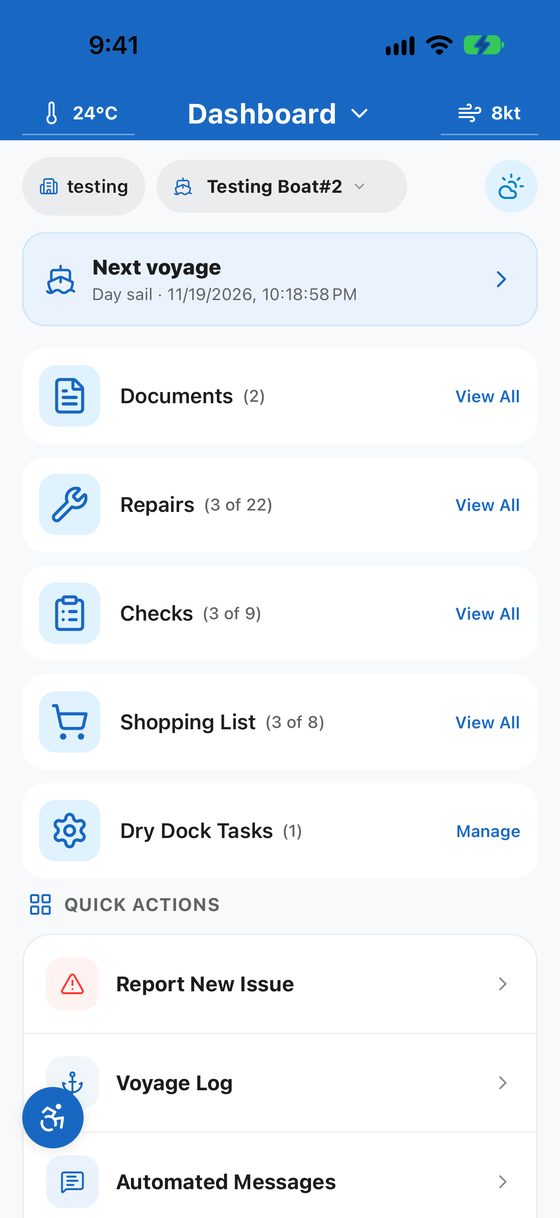 9:41
24°C Dashboard 8kt
testing Testing Boat#2
Next voyage
Day sail · 11/19/2026, 10:18:58 PM
Documents (2) View All
Repairs (3 of 22) View All
Checks (3 of 9) View All
Shopping List (3 of 8) View All
Dry Dock Tasks (1) Manage
QUICK ACTIONS
Report New Issue
Voyage Log
Automated Messages